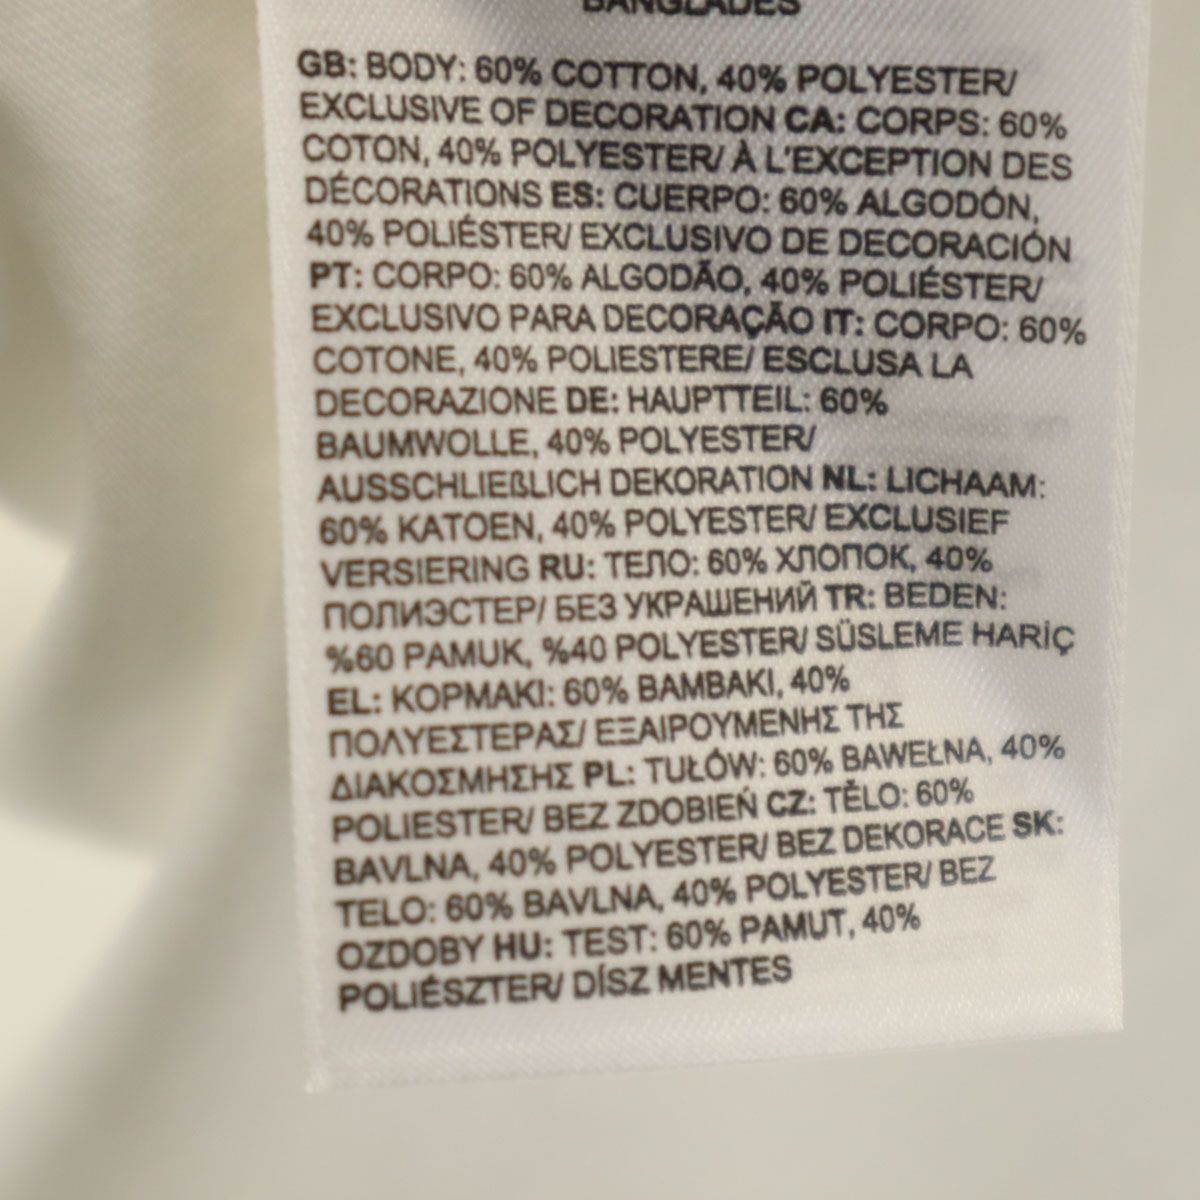 BANGLADES
GB: BODY: 60% COTTON, 40% POLYESTER/
EXCLUSIVE OF DECORATION CA: CORPS: 60%
COTON, 40% POLYESTER/ À L'EXCEPTION DES
DÉCORATIONS ES: CUERPO: 60% ALGODÓN,
40% POLIÉSTER/ EXCLUSIVO DE DECORACIÓN
PT: CORPO: 60% ALGODÃO, 40% POLIÉSTER/
EXCLUSIVO PARA DECORAÇÃO IT: CORPO: 60%
COTONE, 40% POLIESTERE/ ESCLUSA LA
DECORAZIONE DE: HAUPTTEIL: 60%
BAUMWOLLE, 40% POLYESTER/
AUSSCHLIEßLICH DEKORATION NL: LICHAAM:
60% KATOEN, 40% POLYESTER/ EXCLUSIEF
VERSIERING RU: ТЕЛО: 60% ХЛОПОК, 40%
ПОЛИЭСТЕР/ БЕЗ УКРАШЕНИЙ TR: BEDEN:
%60 PAMUK, %40 POLYESTER/ SÜSLEME HARİÇ
EL: ΚΟΡΜΑΚΙ: 60% ΒΑΜΒΑΚΙ, 40%
ΠΟΛΥΕΣΤΕΡΑΣ/ ΕΞΑΙΡΟΥΜΕΝΗΣ ΤΗΣ
ΔΙΑΚΟΣΜΗΣΗΣ PL: TUŁÓW: 60% BAWEŁNA, 40%
POLIESTER/ BEZ ZDOBIEŃ CZ: TĚLO: 60%
BAVLNA, 40% POLYESTER/ BEZ DEKORACE SK:
TELO: 60% BAVLNA, 40% POLYESTER/ BEZ
OZDOBY HU: TEST: 60% PAMUT, 40%
POLIÉSZTER/ DÍSZ MENTES